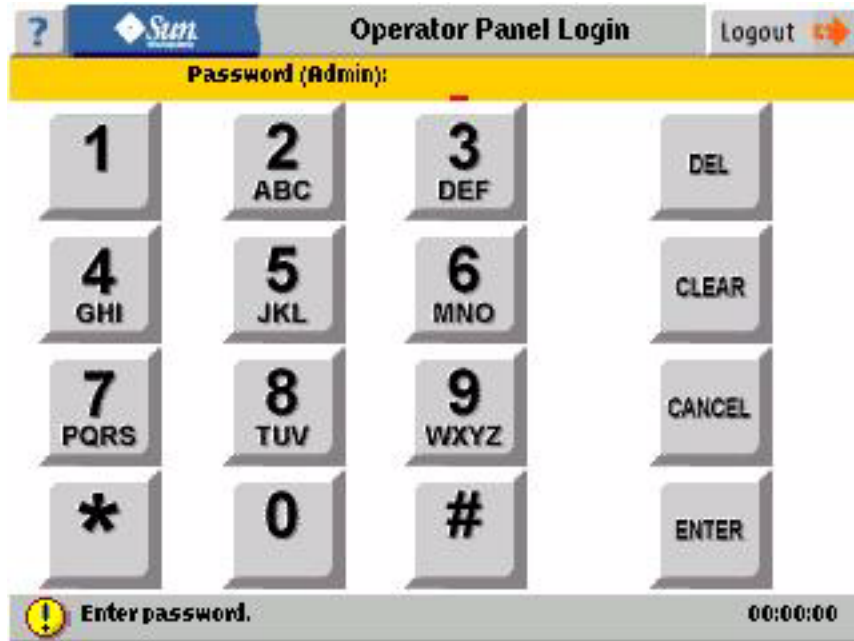 ? Sun Operator Panel Login Logout
Password (Admin):
1 2 ABC 3 DEF DEL
4 GHI 5 JKL 6 MNO CLEAR
7 PQRS 8 TUV 9 WXYZ CANCEL
* 0 # ENTER
! Enter password. 00:00:00